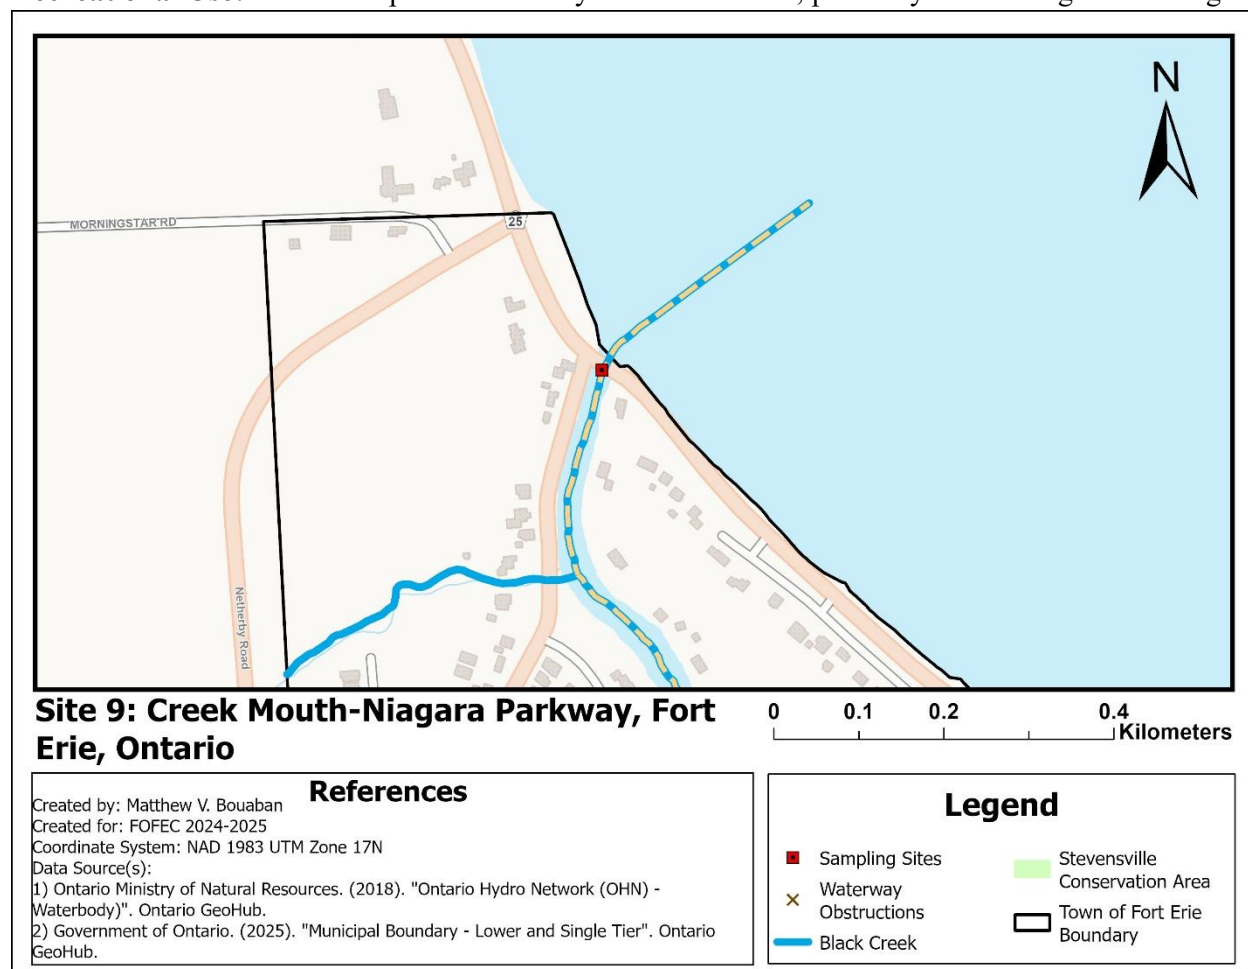 N
MORNINGSTAR RD
25
Netherby Road
Site 9: Creek Mouth-Niagara Parkway, Fort
Erie, Ontario
0 0.1 0.2 0.4
Kilometers
References
Created by: Matthew V. Bouaban
Created for: FOFEC 2024-2025
Coordinate System: NAD 1983 UTM Zone 17N
Data Source(s):
1) Ontario Ministry of Natural Resources. (2018). "Ontario Hydro Network (OHN) -
Waterbody)". Ontario GeoHub.
2) Government of Ontario. (2025). "Municipal Boundary - Lower and Single Tier". Ontario
GeoHub.
Legend
Sampling Sites
Waterway
Obstructions
Black Creek
Stevensville
Conservation Area
Town of Fort Erie
Boundary